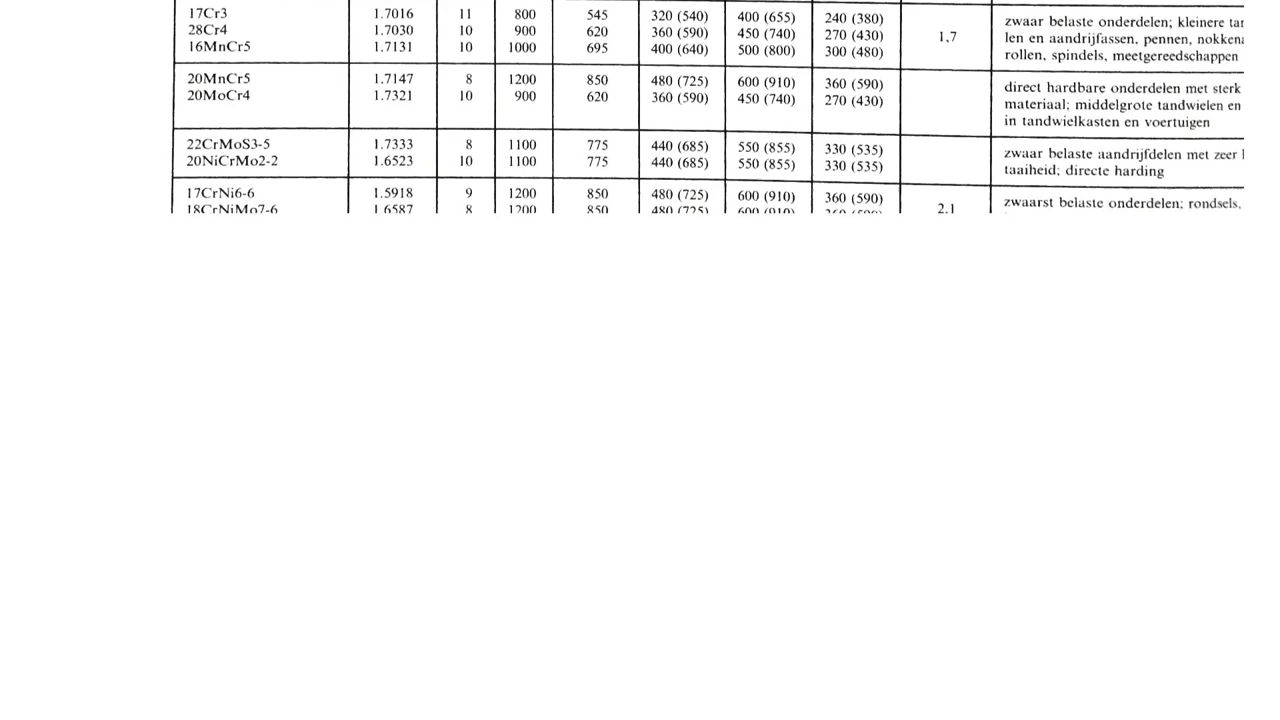 17Cr3 1.7016 11 800 545 320 (540) 400 (655) 240 (380) zwaar belaste onderdelen; kleinere
28Cr4 1.7030 10 900 620 360 (590) 450 (740) 270 (430) 1,7 len en aandrijfassen, pennen,
16MnCr5 1.7131 10 1000 695 400 (640) 500 (800) 300 (480) rollen, spindels, meetgereedschappen
20MnCr5 1.7147 8 1200 850 480 (725) 600 (910) 360 (590) direct hardbare onderdelen met sterk
20MoCr4 1.7321 10 900 620 360 (590) 450 (740) 270 (430) materiaal; middelgrote tandwielen en
in tandwielkasten en voertuigen
22CrMoS3-5 1.7333 8 1100 775 440 (685) 550 (855) 330 (535) zwaar belaste aandrijfdelen met zeer
20NiCrMo2-2 1.6523 10 1100 775 440 (685) 550 (855) 330 (535) taaiheid; directe harding
17CrNi6-6 1.5918 9 1200 850 480 (725) 600 (910) 360 (590) zwaarst belaste onderdelen; rondsels,
18CrNiMo7-6 1.6587 8 1200 850 480 (725) 600 (910) 2.1